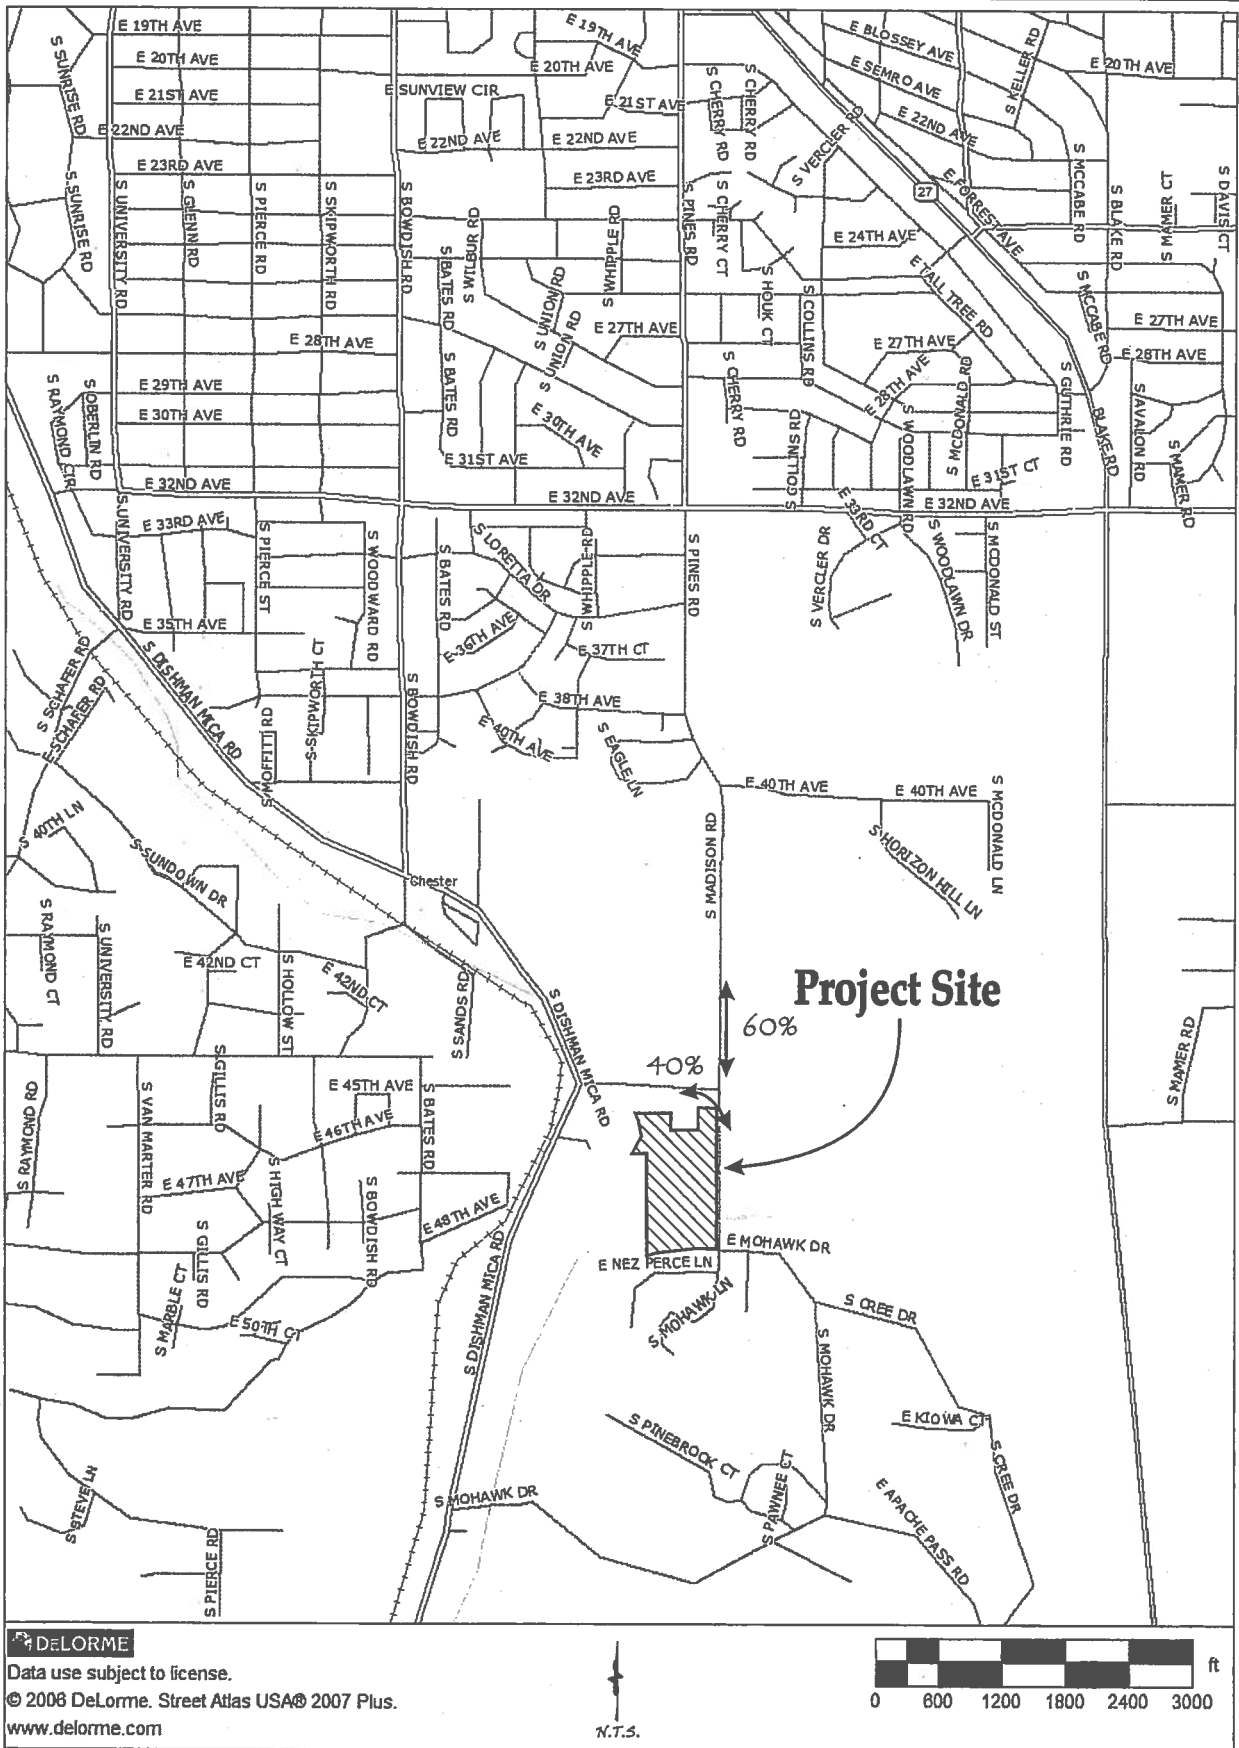 E 19TH AVE
E 19TH AVE
E BLOSSEY AVE
S KELLER RD
S SUNRISE RD
E 20TH AVE
E 20TH AVE
E SEMRO AVE
E 20TH AVE
E 21ST AVE
E SUNVIEW CIR
E 21ST AVE
S CHERRY RD
S CHERRY RD
S VERCLER RD
E 22ND AVE
E 22ND AVE
E 22ND AVE
E 22ND AVE
E 23RD AVE
E 23RD AVE
27
E FORREST AVE
S MCCABE RD
S BLAKE RD
S MAMER CT
S DAVIS CT
S SUNRISE RD
S UNIVERSITY RD
S GLENN RD
S PIERCE RD
S SKIPWORTH RD
S BOWDISH RD
S BATES RD
S WILBUR RD
S UNION RD
S WHIPPLE RD
S PINES RD
S CHERRY CT
E 24TH AVE
E TALL TREE RD
S HOUK CT
S COLLINS RD
S MCCABE RD
S UNION RD
E 27TH AVE
E 27TH AVE
E 27TH AVE
E 28TH AVE
E 28TH AVE
E 28TH AVE
S RAYMOND CIR
S OBERLIN RD
E 29TH AVE
E 30TH AVE
S BATES RD
E 30TH AVE
S CHERRY RD
S COLLINS RD
S WOODLAWN RD
S MCDONALD RD
S GUTHRIE RD
BLAKE RD
S AVALON RD
S MAMER RD
E 31ST AVE
E 31ST CT
E 32ND AVE
E 32ND AVE
E 32ND AVE
S UNIVERSITY RD
E 33RD AVE
S PIERCE ST
S WOODWARD RD
S BATES RD
S LORETTA DR
S WHIPPLE RD
S PINES RD
E 33RD CT
S VERCLER DR
S WOODLAWN DR
S MCDONALD ST
E 35TH AVE
E 36TH AVE
E 37TH CT
S SCHAFER RD
E SCHAFER RD
S DISHMAN MICA RD
S MOFFITT RD
S SKIPWORTH CT
S BOWDISH RD
E 38TH AVE
E 40TH AVE
S EAGLE LN
E 40TH AVE
E 40TH AVE
S MCDONALD LN
S HORIZON HILL LN
S MADISON RD
S 40TH LN
S SUNDOWN DR
Chester
S RAYMOND CT
S UNIVERSITY RD
E 42ND CT
S HOLLOW ST
E 42ND CT
S SANDS RD
S DISHMAN MICA RD
Project Site
60%
40%
S MAMER RD
S RAYMOND RD
S VAN MARTER RD
S GILLIS RD
E 45TH AVE
E 46TH AVE
S BATES RD
E 47TH AVE
S HIGHWAY CT
S BOWDISH RD
E 48TH AVE
S GILLIS RD
S MARBLE CT
E 50TH CT
S DISHMAN MICA RD
E NEZ PERCE LN
E MOHAWK DR
S MOHAWK LN
S CREE DR
S MOHAWK DR
E KIOWA CT
S CREE DR
S PINEBROOK CT
S PAWNEE CT
E APACHE PASS RD
S MOHAWK DR
S STEVE LN
S PIERCE RD
DELORME
Data use subject to license.
© 2006 DeLorme. Street Atlas USA® 2007 Plus.
www.delorme.com
N.T.S.
ft
0 600 1200 1800 2400 3000